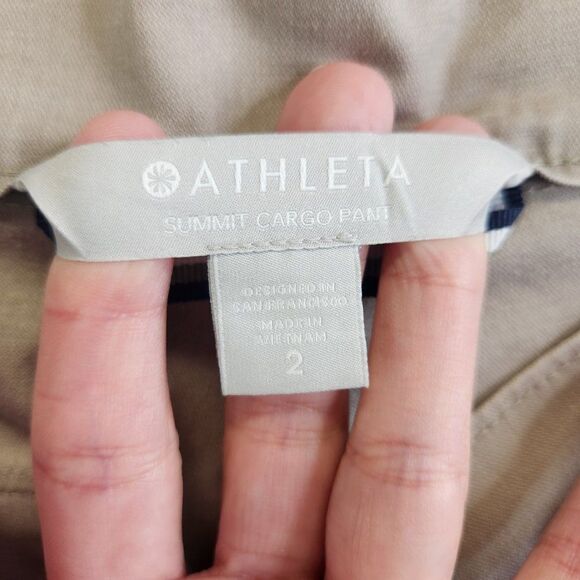 ATHLETA
SUMMIT CARGO PANT
DESIGNED IN
SAN FRANCISCO
MADE IN
VIETNAM
2